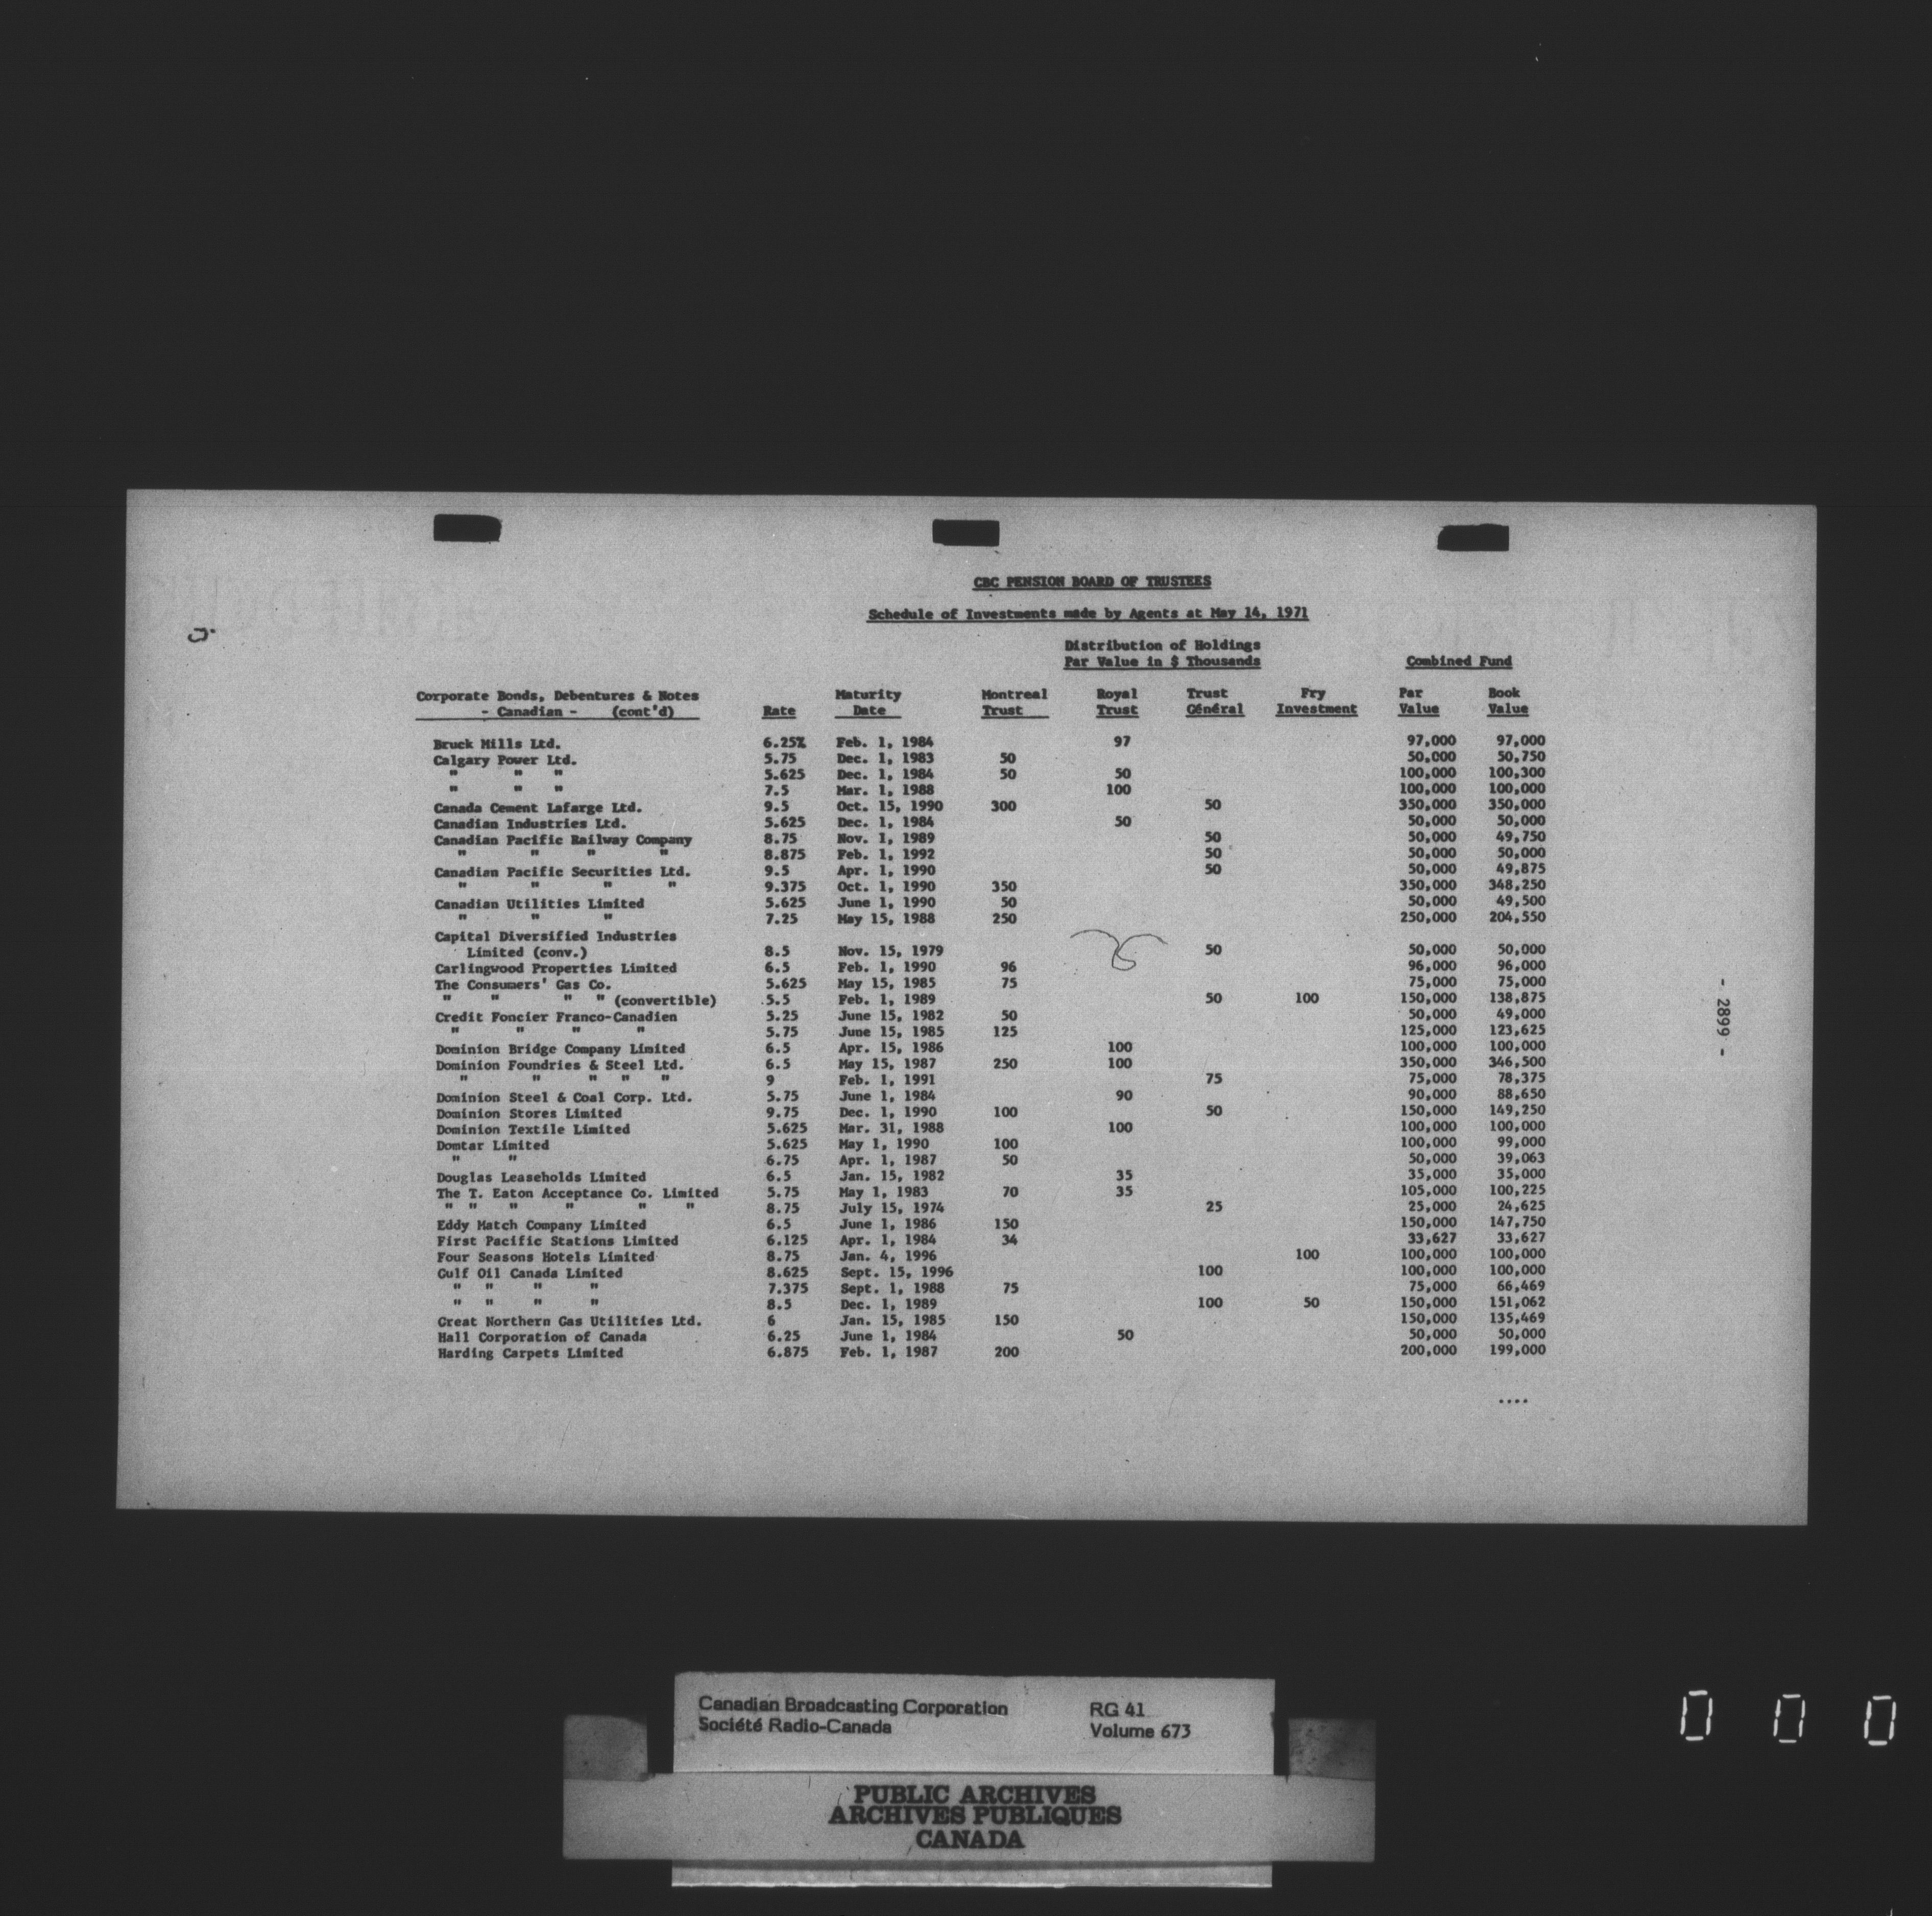 CBC PENSION BOARD OF TRUSTEES
Schedule of Investments made by Agents at May 14, 1971
Distribution of Holdings
Par Value in $ Thousands Combined Fund
Corporate Bonds, Debentures & Notes Maturity Montreal Royal Trust Fry Par Book
- Canadian - (cont'd) Rate Date Trust Trust Général Investment Value Value
Bruck Mills Ltd. 6.25% Feb. 1, 1984 97 97,000 97,000
Calgary Power Ltd. 5.75 Dec. 1, 1983 50 50,000 50,750
" " " 5.625 Dec. 1, 1984 50 50 100,000 100,300
" " " 7.5 Mar. 1, 1988 100 100,000 100,000
Canada Cement Lafarge Ltd. 9.5 Oct. 15, 1990 300 50 350,000 350,000
Canadian Industries Ltd. 5.625 Dec. 1, 1984 50 50,000 50,000
Canadian Pacific Railway Company 8.75 Nov. 1, 1989 50 50,000 49,750
" " " " 8.875 Feb. 1, 1992 50 50,000 50,000
Canadian Pacific Securities Ltd. 9.5 Apr. 1, 1990 50 50,000 49,875
" " " " 9.375 Oct. 1, 1990 350 350,000 348,250
Canadian Utilities Limited 5.625 June 1, 1990 50 50,000 49,500
" " " 7.25 May 15, 1988 250 250,000 204,550
Capital Diversified Industries
Limited (conv.) 8.5 Nov. 15, 1979 50 50,000 50,000
Carlingwood Properties Limited 6.5 Feb. 1, 1990 96 96,000 96,000
The Consumers' Gas Co. 5.625 May 15, 1985 75 75,000 75,000
" " " " (convertible) 5.5 Feb. 1, 1989 50 100 150,000 138,875
Credit Foncier Franco-Canadien 5.25 June 15, 1982 50 50,000 49,000
" " " " 5.75 June 15, 1985 125 125,000 123,625
Dominion Bridge Company Limited 6.5 Apr. 15, 1986 100 100,000 100,000
Dominion Foundries & Steel Ltd. 6.5 May 15, 1987 250 100 350,000 346,500
" " " " " 9 Feb. 1, 1991 75 75,000 78,375
Dominion Steel & Coal Corp. Ltd. 5.75 June 1, 1984 90 90,000 88,650
Dominion Stores Limited 9.75 Dec. 1, 1990 100 50 150,000 149,250
Dominion Textile Limited 5.625 Mar. 31, 1988 100 100,000 100,000
Domtar Limited 5.625 May 1, 1990 100 100,000 99,000
" " 6.75 Apr. 1, 1987 50 50,000 39,063
Douglas Leaseholds Limited 6.5 Jan. 15, 1982 35 35,000 35,000
The T. Eaton Acceptance Co. Limited 5.75 May 1, 1983 70 35 105,000 100,225
" " " " " " 8.75 July 15, 1974 25 25,000 24,625
Eddy Match Company Limited 6.5 June 1, 1986 150 150,000 147,750
First Pacific Stations Limited 6.125 Apr. 1, 1984 34 33,627 33,627
Four Seasons Hotels Limited 8.75 Jan. 4, 1996 100 100,000 100,000
Gulf Oil Canada Limited 8.625 Sept. 15, 1996 100 100,000 100,000
" " " " 7.375 Sept. 1, 1988 75 75,000 66,469
" " " " 8.5 Dec. 1, 1989 100 50 150,000 151,062
Great Northern Gas Utilities Ltd. 6 Jan. 15, 1985 150 150,000 135,469
Hall Corporation of Canada 6.25 June 1, 1984 50 50,000 50,000
Harding Carpets Limited 6.875 Feb. 1, 1987 200 200,000 199,000
....
- 2899 -
Canadian Broadcasting Corporation RG 41
Société Radio-Canada Volume 673
PUBLIC ARCHIVES
ARCHIVES PUBLIQUES
CANADA
0 0 0